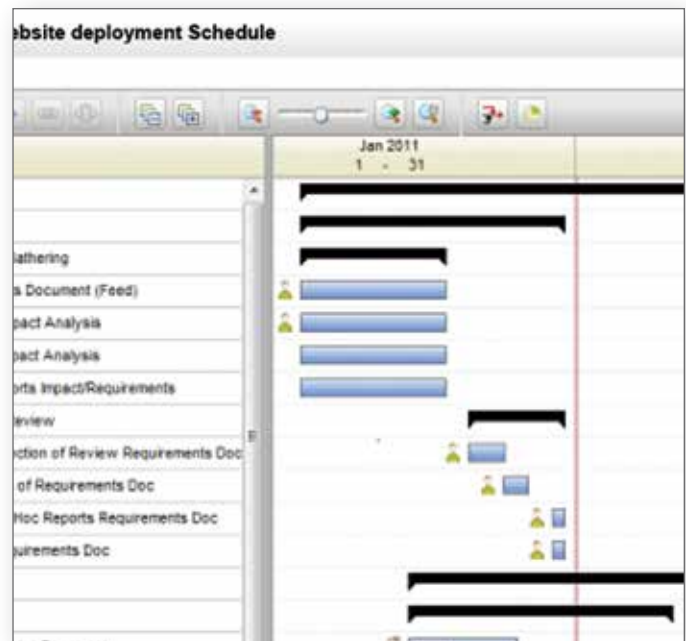 ebsite deployment Schedule
Jan 2011
1 - 31
athering
s Document (Feed)
pact Analysis
pact Analysis
orts Impact/Requirements
eview
ction of Review Requirements Doc
of Requirements Doc
Hoc Reports Requirements Doc
uirements Doc